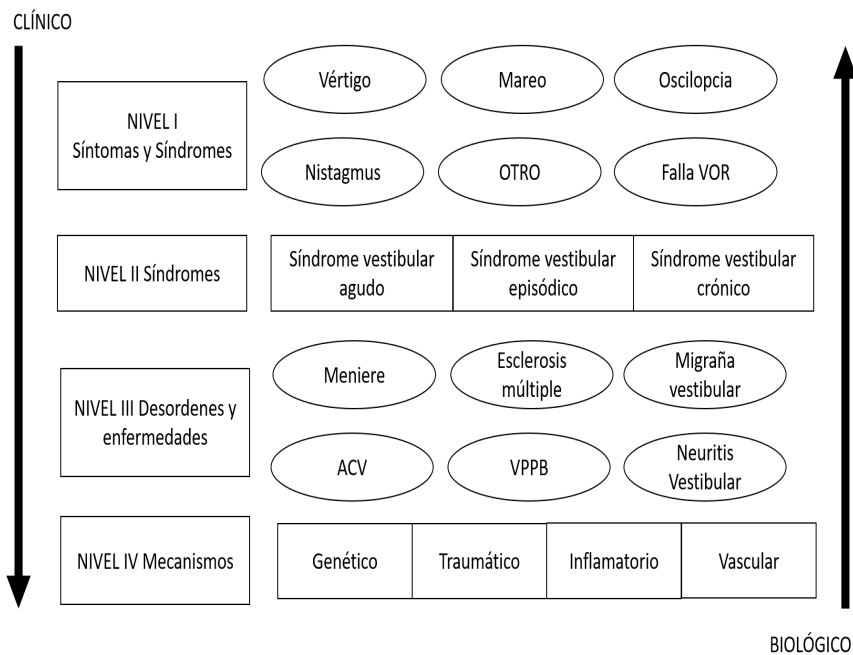 CLÍNICO
NIVEL I
Síntomas y Síndromes
Vértigo
Mareo
Oscilopcia
Nistagmus
OTRO
Falla VOR
NIVEL II Síndromes
Síndrome vestibular
agudo
Síndrome vestibular
episódico
Síndrome vestibular
crónico
NIVEL III Desordenes y
enfermedades
Meniere
Esclerosis
múltiple
Migraña
vestibular
ACV
VPPB
Neuritis
Vestibular
NIVEL IV Mecanismos
Genético
Traumático
Inflamatorio
Vascular
BIOLÓGICO